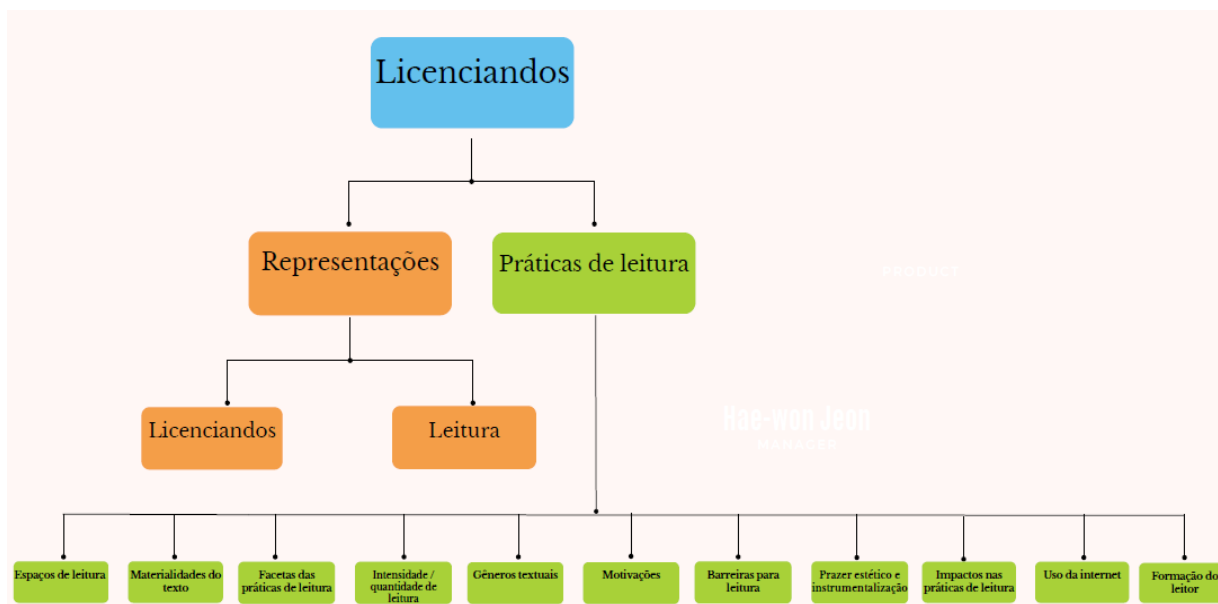 Licenciandos
Representações
Práticas de leitura
PRODUCT
Licenciandos
Leitura
Hae-won Jeon
MANAGER
Espaços de leitura
Materialidades do
texto
Facetas das
práticas de leitura
Intensidade /
quantidade de
leitura
Gêneros textuais
Motivações
Barreiras para
leitura
Prazer estético e
instrumentalização
Impactos nas
práticas de leitura
Uso da internet
Formação do
leitor